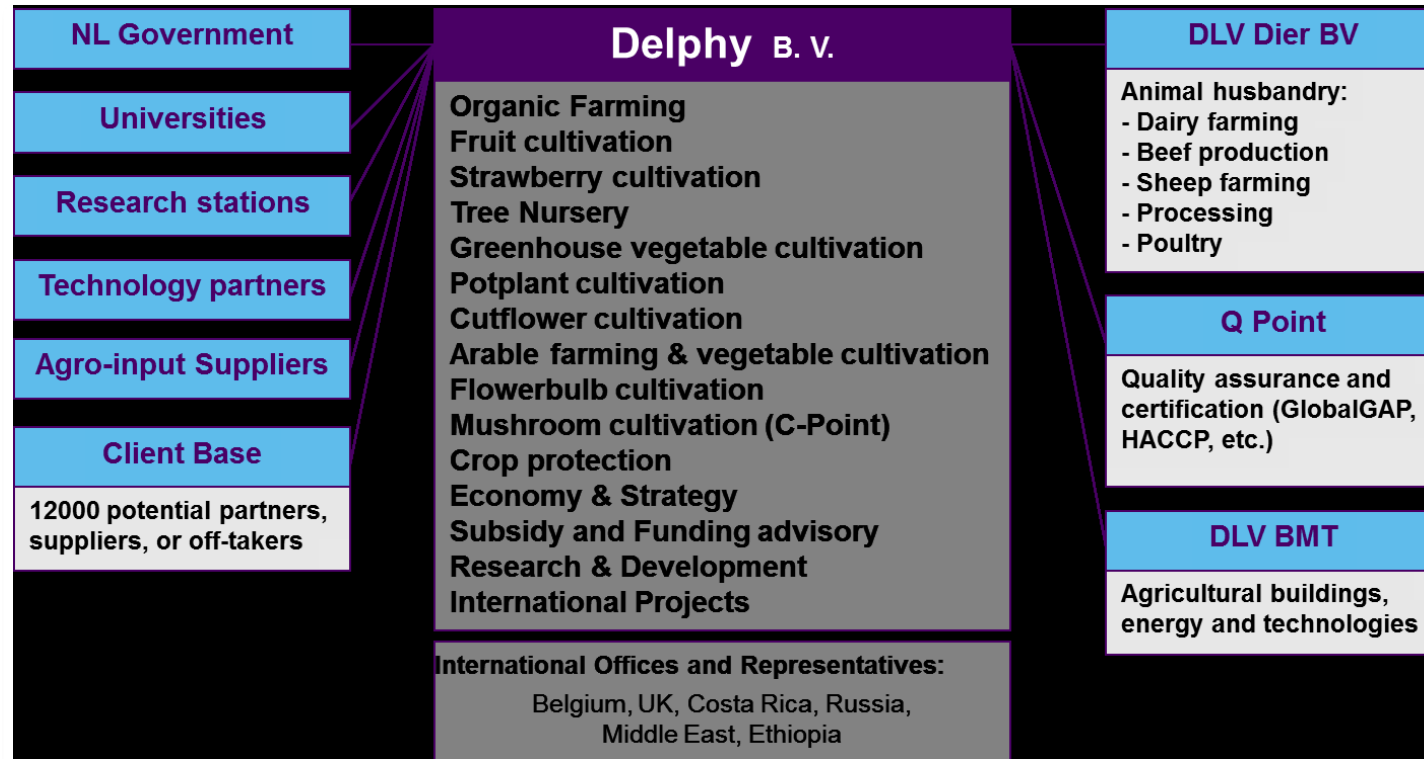 NL Government
Universities
Research stations
Technology partners
Agro-input Suppliers
Client Base
12000 potential partners,
suppliers, or off-takers
Delphy B. V.
Organic Farming
Fruit cultivation
Strawberry cultivation
Tree Nursery
Greenhouse vegetable cultivation
Potplant cultivation
Cutflower cultivation
Arable farming & vegetable cultivation
Flowerbulb cultivation
Mushroom cultivation (C-Point)
Crop protection
Economy & Strategy
Subsidy and Funding advisory
Research & Development
International Projects
International Offices and Representatives:
Belgium, UK, Costa Rica, Russia,
Middle East, Ethiopia
DLV Dier BV
Animal husbandry:
- Dairy farming
- Beef production
- Sheep farming
- Processing
- Poultry
Q Point
Quality assurance and
certification (GlobalGAP,
HACCP, etc.)
DLV BMT
Agricultural buildings,
energy and technologies